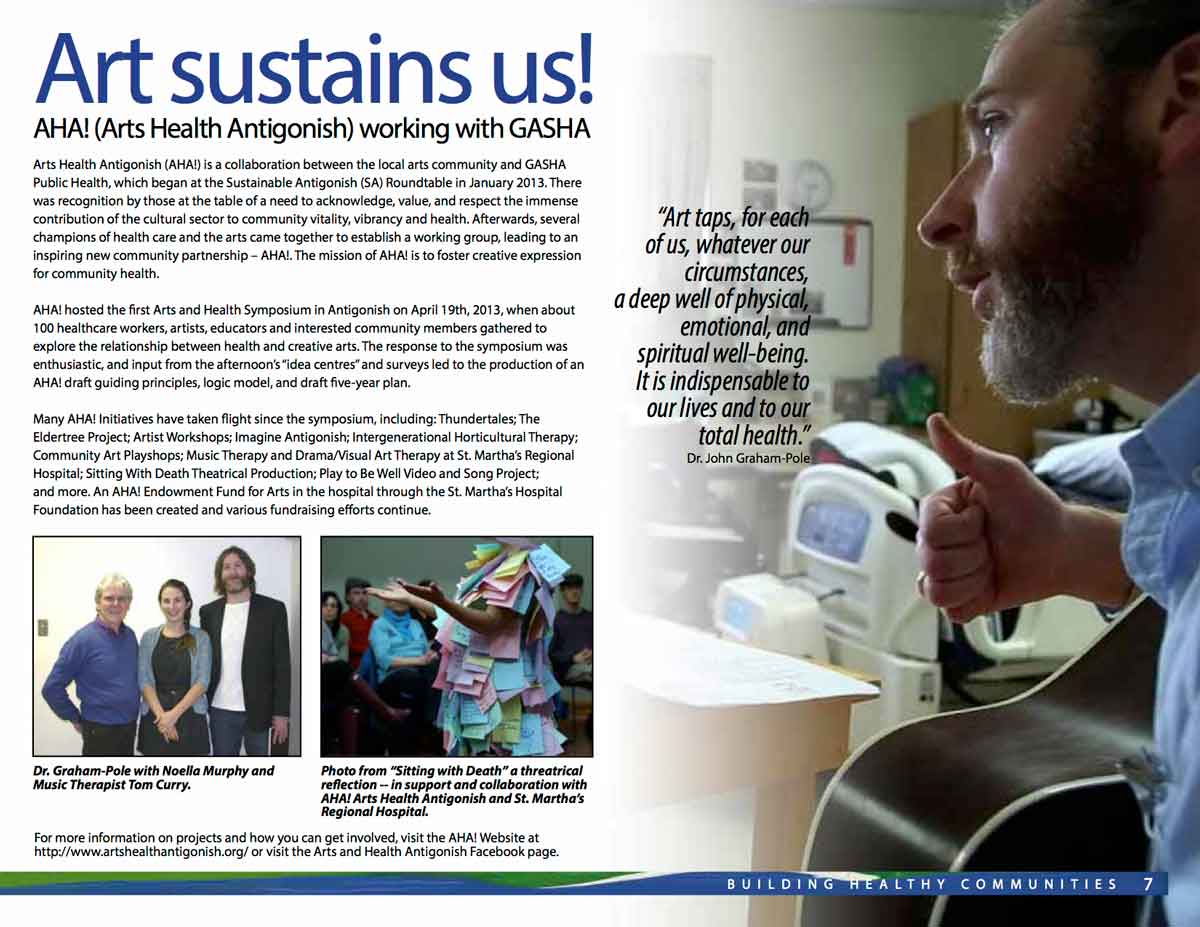 Art sustains us!
AHA! (Arts Health Antigonish) working with GASHA
Arts Health Antigonish (AHA!) is a collaboration between the local arts community and GASHA
Public Health, which began at the Sustainable Antigonish (SA) Roundtable in January 2013. There
was recognition by those at the table of a need to acknowledge, value, and respect the immense
contribution of the cultural sector to community vitality, vibrancy and health. Afterwards, several
champions of health care and the arts came together to establish a working group, leading to an
inspiring new community partnership – AHA!. The mission of AHA! is to foster creative expression
for community health.
AHA! hosted the first Arts and Health Symposium in Antigonish on April 19th, 2013, when about
100 healthcare workers, artists, educators and interested community members gathered to
explore the relationship between health and creative arts. The response to the symposium was
enthusiastic, and input from the afternoon's "idea centres" and surveys led to the production of an
AHA! draft guiding principles, logic model, and draft five-year plan.
Many AHA! Initiatives have taken flight since the symposium, including: Thundertales; The
Eldertree Project; Artist Workshops; Imagine Antigonish; Intergenerational Horticultural Therapy;
Community Art Playshops; Music Therapy and Drama/Visual Art Therapy at St. Martha's Regional
Hospital; Sitting With Death Theatrical Production; Play to Be Well Video and Song Project;
and more. An AHA! Endowment Fund for Arts in the hospital through the St. Martha's Hospital
Foundation has been created and various fundraising efforts continue.
Dr. Graham-Pole with Noella Murphy and
Music Therapist Tom Curry.
Photo from "Sitting with Death" a threatrical
reflection -- in support and collaboration with
AHA! Arts Health Antigonish and St. Martha's
Regional Hospital.
For more information on projects and how you can get involved, visit the AHA! Website at
http://www.artshealthantigonish.org/ or visit the Arts and Health Antigonish Facebook page.
"Art taps, for each
of us, whatever our
circumstances,
a deep well of physical,
emotional, and
spiritual well-being.
It is indispensable to
our lives and to our
total health."
Dr. John Graham-Pole
BUILDING HEALTHY COMMUNITIES 7